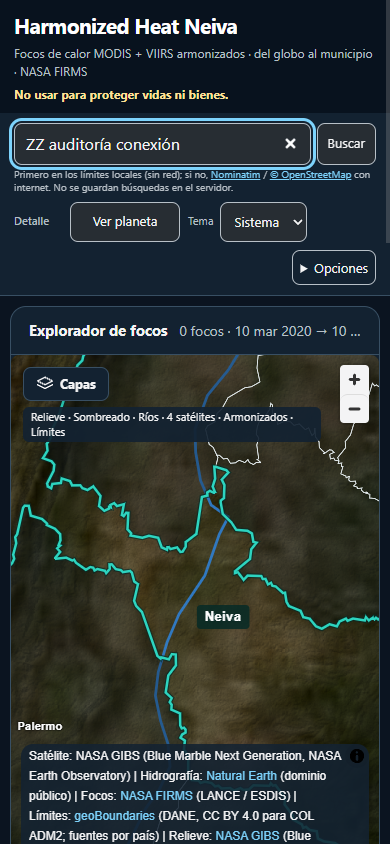 Harmonized Heat Neiva
Focos de calor MODIS + VIIRS armonizados · del globo al municipio
· NASA FIRMS
No usar para proteger vidas ni bienes.
ZZ auditoría conexión ×
Buscar
Primero en los límites locales (sin red); si no, Nominatim / © OpenStreetMap con
internet. No se guardan búsquedas en el servidor.
Detalle
Ver planeta
Tema
Sistema
▶ Opciones
Explorador de focos
0 focos · 10 mar 2020 → 10 ...
Capas
+
−
Relieve · Sombreado · Ríos · 4 satélites · Armonizados ·
Límites
Neiva
Palermo
Satélite: NASA GIBS (Blue Marble Next Generation, NASA
Earth Observatory) | Hidrografía: Natural Earth (dominio
público) | Focos: NASA FIRMS (LANCE / ESDIS) |
Límites: geoBoundaries (DANE, CC BY 4.0 para COL
ADM2; fuentes por país) | Relieve: NASA GIBS (Blue